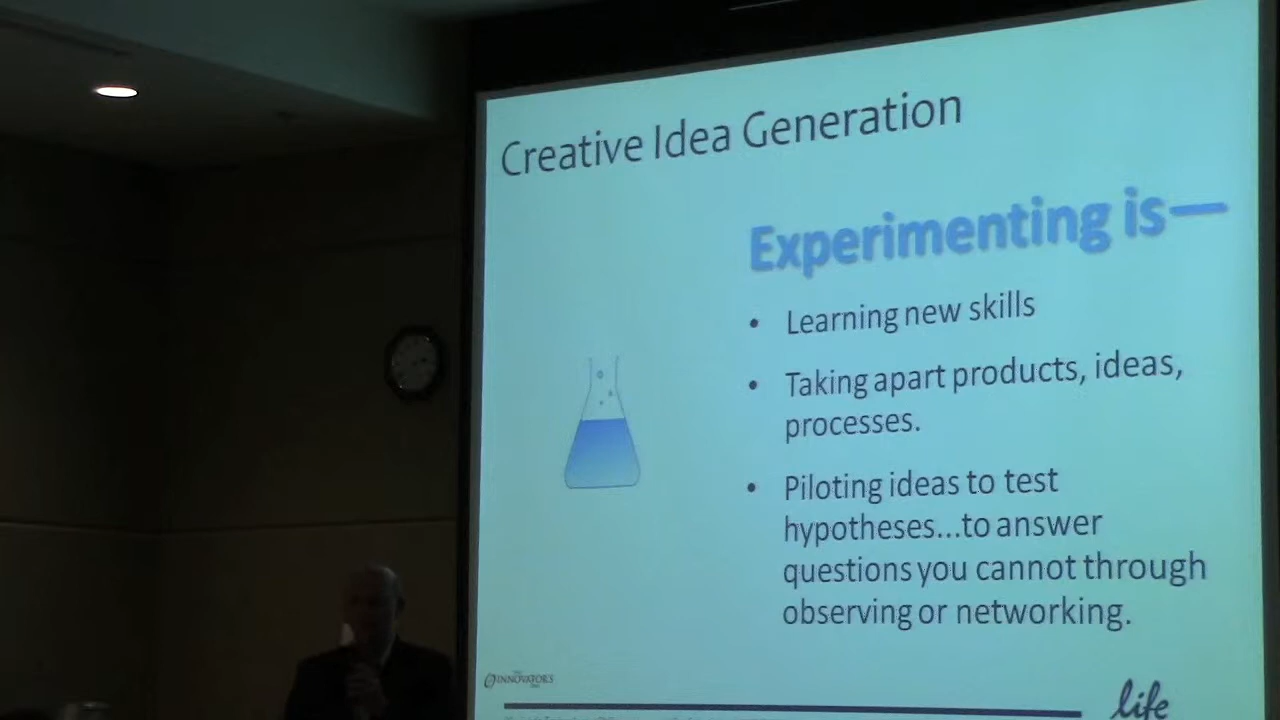 Creative Idea Generation
Experimenting is—
• Learning new skills
• Taking apart products, ideas,
processes.
• Piloting ideas to test
hypotheses...to answer
questions you cannot through
observing or networking.
INNOVATOR'S
life